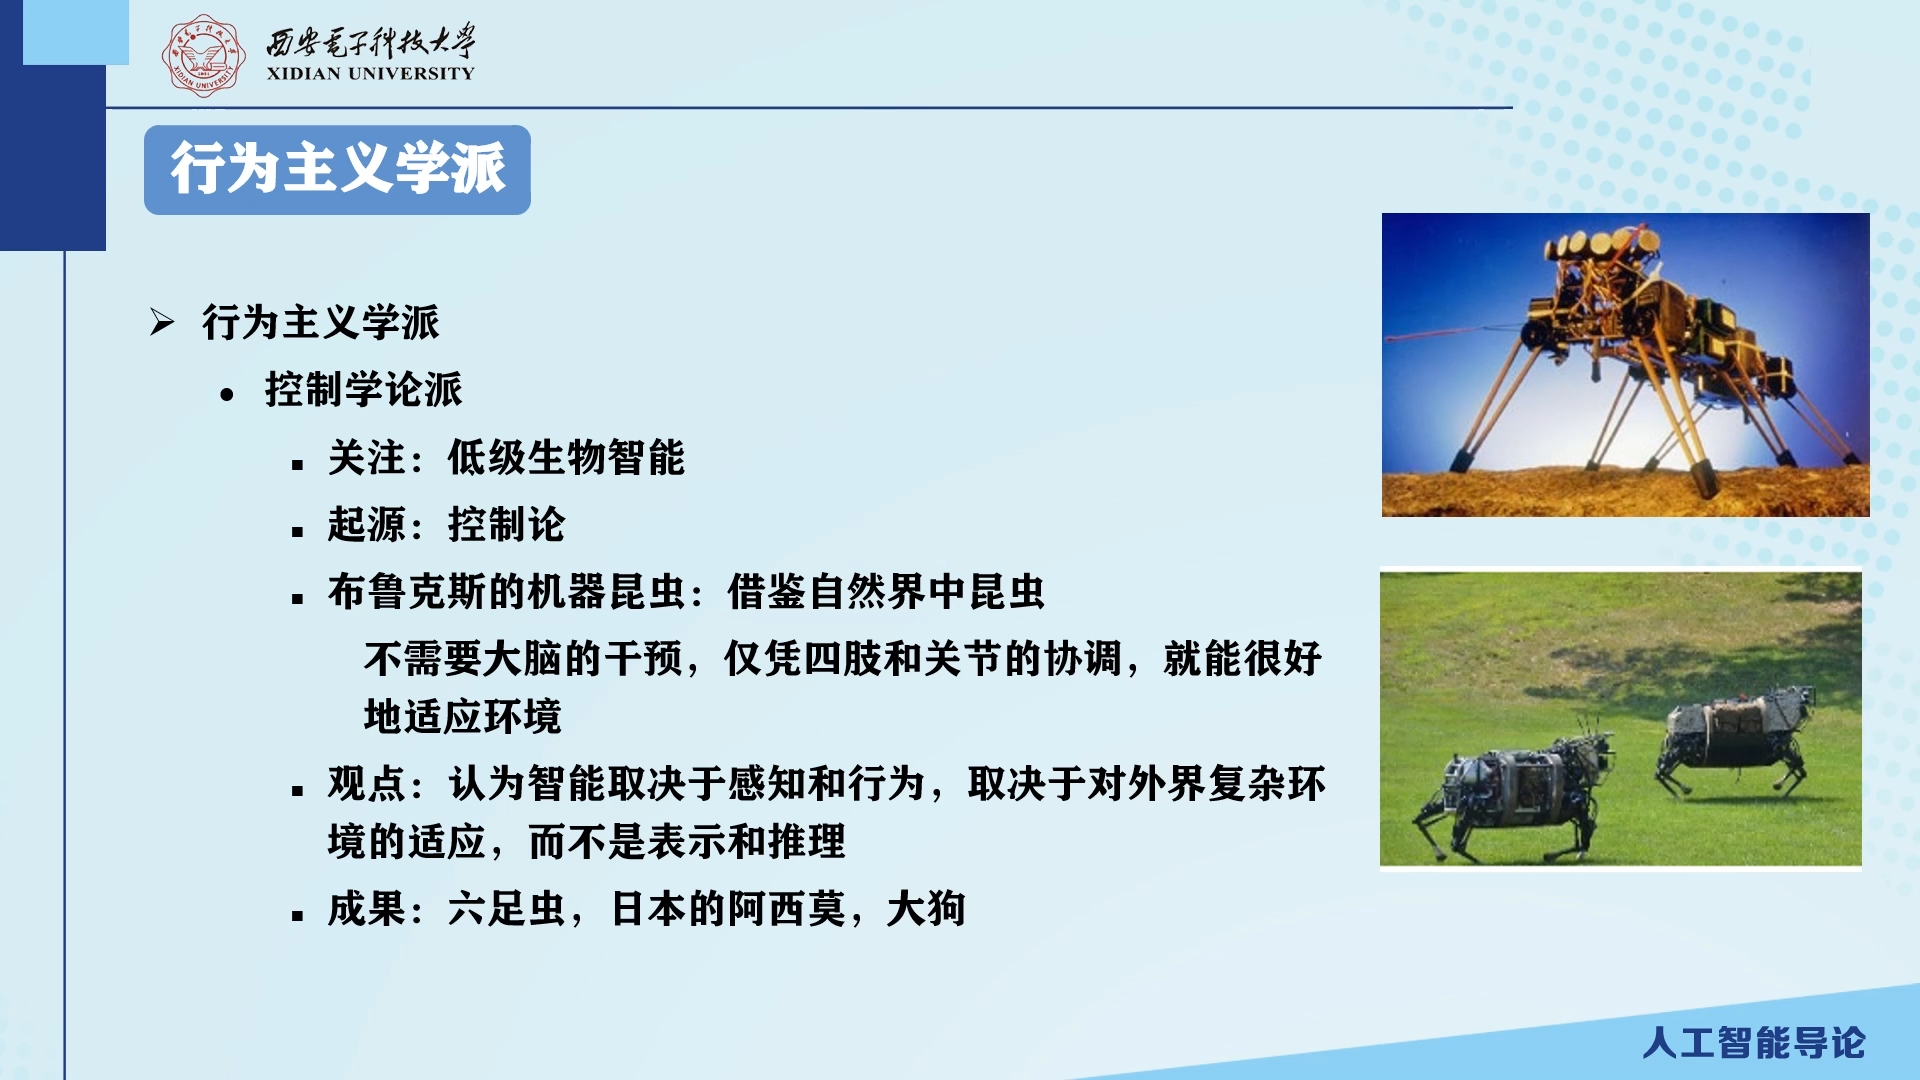 西安电子科技大学
XIDIAN UNIVERSITY
行为主义学派
行为主义学派
控制学论派
关注：低级生物智能
起源：控制论
布鲁克斯的机器昆虫：借鉴自然界中昆虫
不需要大脑的干预，仅凭四肢和关节的协调，就能很好
地适应环境
观点：认为智能取决于感知和行为，取决于对外界复杂环
境的适应，而不是表示和推理
成果：六足虫，日本的阿西莫，大狗
人工智能导论